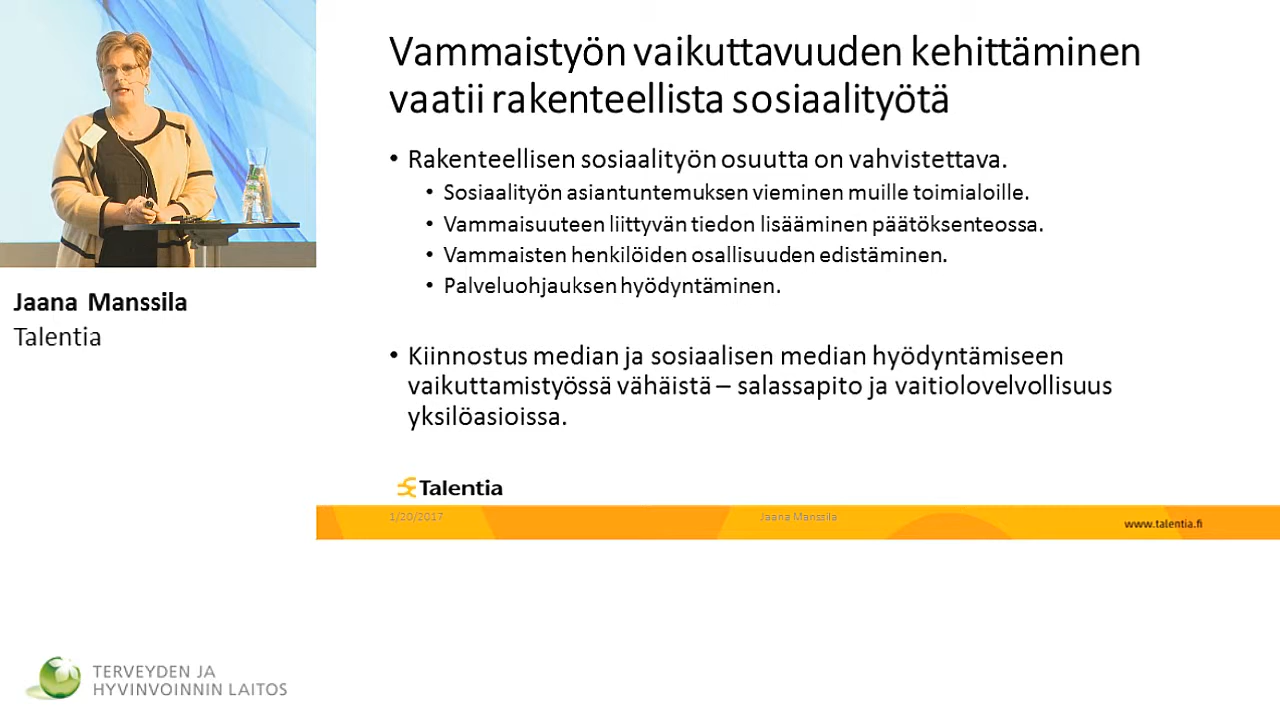 Vammaistyön vaikuttavuuden kehittäminen
vaatii rakenteellista sosiaalityötä
• Rakenteellisen sosiaalityön osuutta on vahvistettava.
• Sosiaalityön asiantuntemuksen vieminen muille toimialoille.
• Vammaisuuteen liittyvän tiedon lisääminen päätöksenteossa.
• Vammaisten henkilöiden osallisuuden edistäminen.
• Palveluohjauksen hyödyntäminen.
• Kiinnostus median ja sosiaalisen median hyödyntämiseen
vaikuttamistyössä vähäistä – salassapito ja vaitiolovelvollisuus
yksilöasioissa.
Jaana Manssila
Talentia
Talentia
1/20/2017
Jaana Manssila
www.talentia.fi
TERVEYDEN JA
HYVINVOINNIN LAITOS